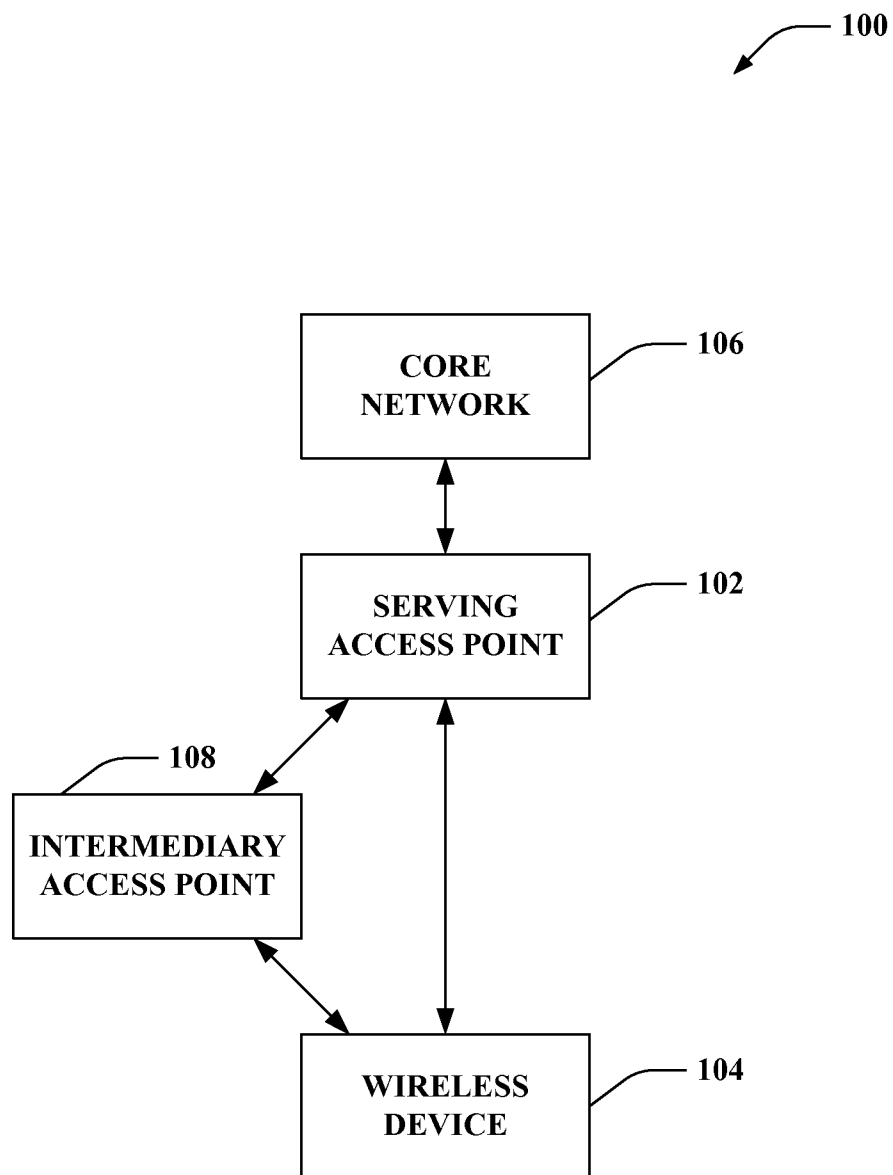 100
CORE
NETWORK
106
SERVING
ACCESS POINT
102
108
INTERMEDIARY
ACCESS POINT
WIRELESS
DEVICE
104